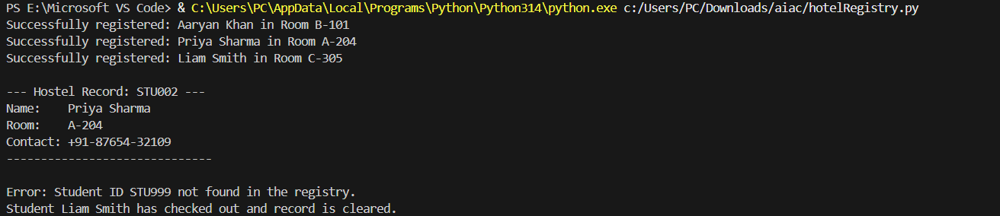 PS E:\Microsoft VS Code> & C:\Users\PC\AppData\Local\Programs\Python\Python314\python.exe c:/Users/PC/Downloads/aiac/hotelRegistry.py
Successfully registered: Aaryan Khan in Room B-101
Successfully registered: Priya Sharma in Room A-204
Successfully registered: Liam Smith in Room C-305

--- Hostel Record: STU002 ---
Name:    Priya Sharma
Room:    A-204
Contact: +91-87654-32109
------------------------------

Error: Student ID STU999 not found in the registry.
Student Liam Smith has checked out and record is cleared.